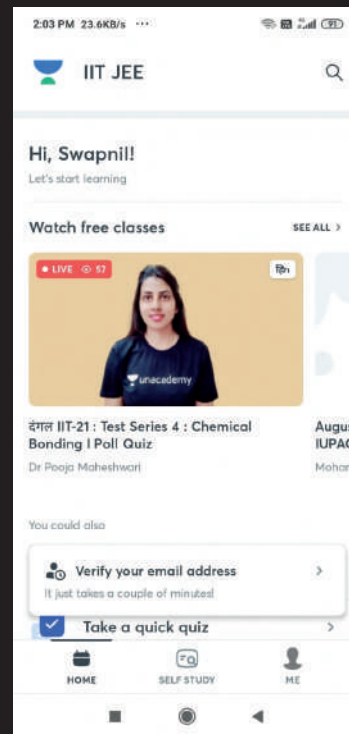 2:03 PM 23.6KB/s ...
91
IIT JEE
Hi, Swapnil!
Let's start learning
Watch free classes SEE ALL >
LIVE 57 हिन्
unacademy
दंगल IIT-21 : Test Series 4 : Chemical
Bonding I Poll Quiz
Dr Pooja Maheshwari
Augus
IUPAC
Mohan
You could also
Verify your email address >
It just takes a couple of minutes!
Take a quick quiz >
HOME SELF STUDY ME